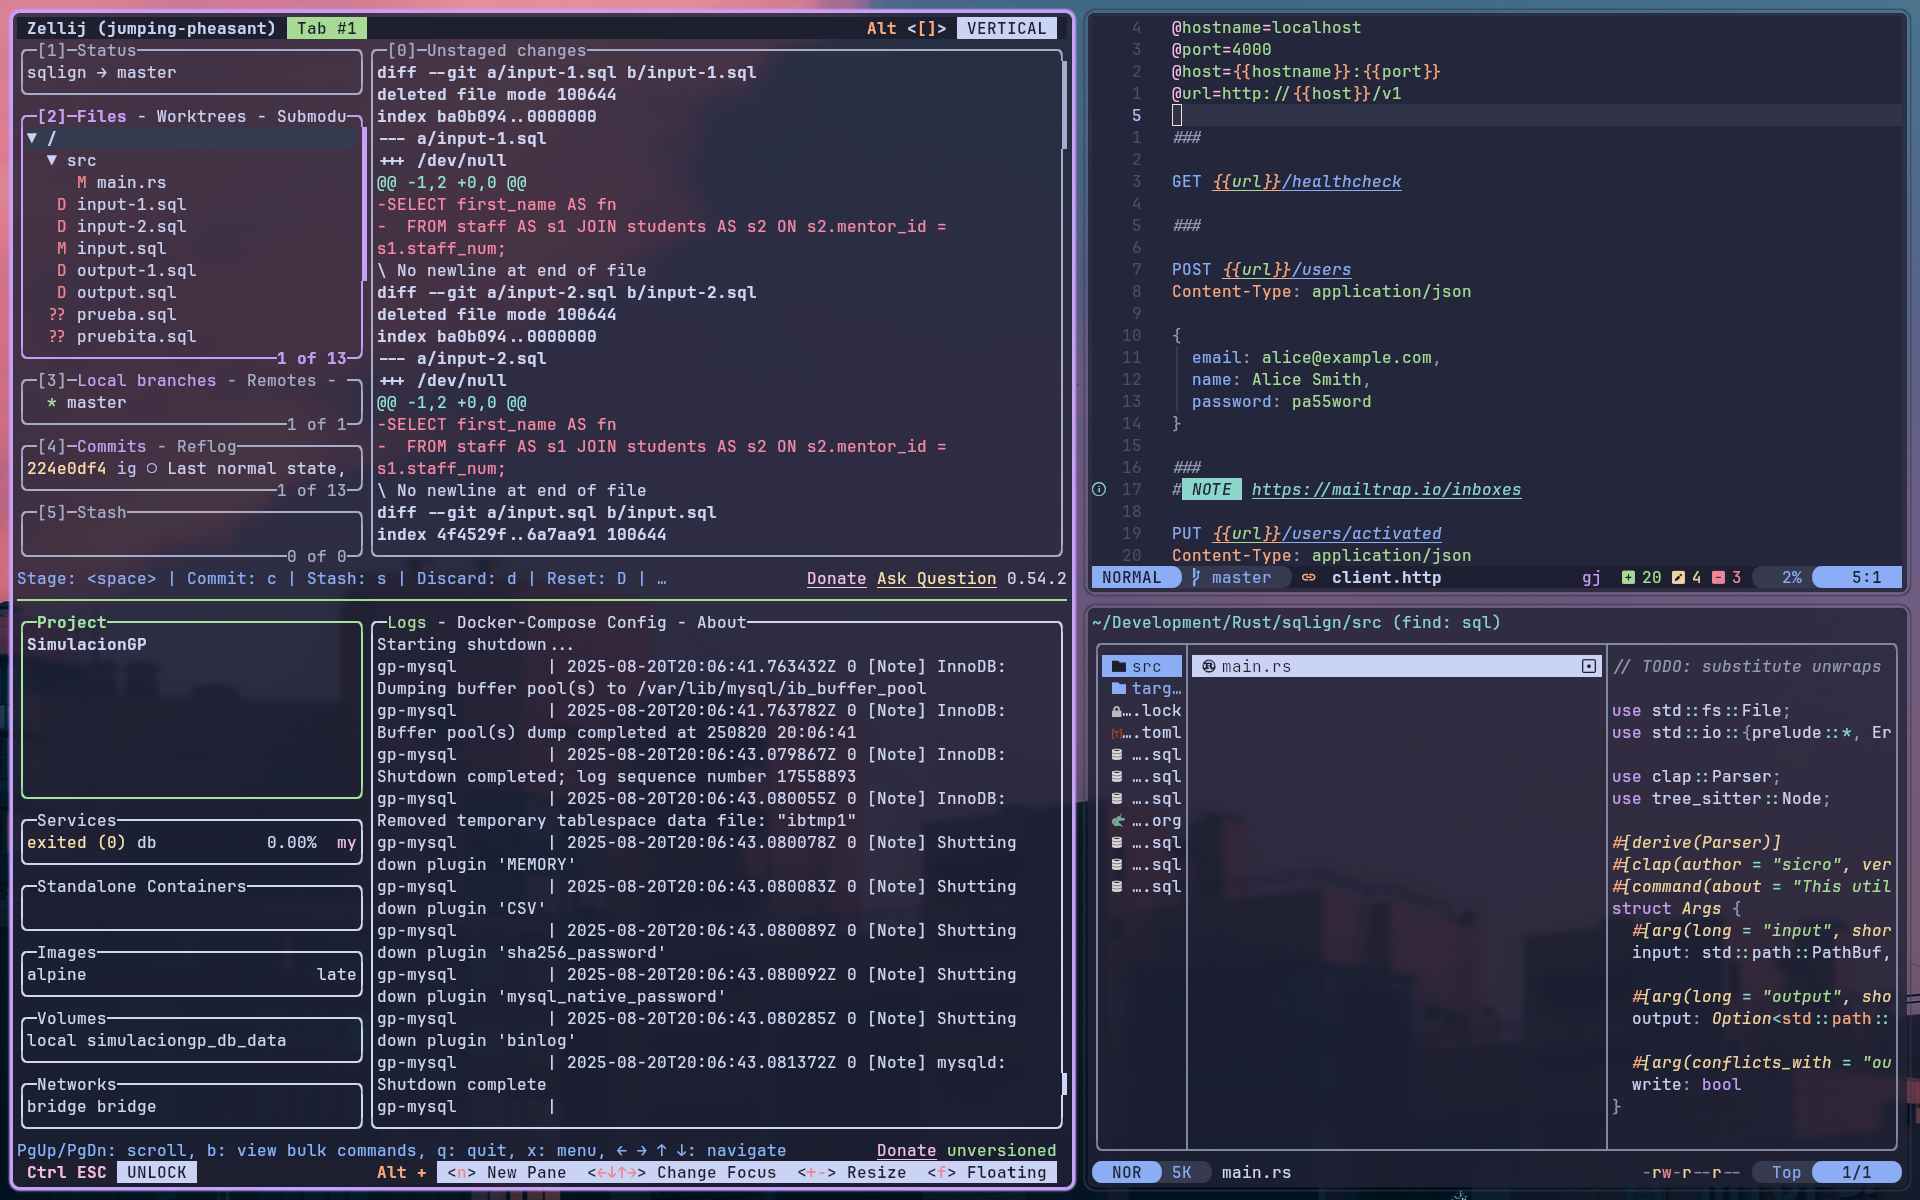 Zellij (jumping-pheasant) Tab #1 Alt <[]> VERTICAL
[1]─Status
sqlign → master
[2]─Files - Worktrees - Submodu
▼ /
▼ src
M main.rs
D input-1.sql
D input-2.sql
M input.sql
D output-1.sql
D output.sql
?? prueba.sql
?? pruebita.sql
1 of 13
[3]─Local branches - Remotes -
* master
1 of 1
[4]─Commits - Reflog
224e0df4 ig ○ Last normal state,
1 of 13
[5]─Stash
0 of 0
[0]─Unstaged changes
diff --git a/input-1.sql b/input-1.sql
deleted file mode 100644
index ba0b094..0000000
--- a/input-1.sql
+++ /dev/null
@@ -1,2 +0,0 @@
-SELECT first_name AS fn
-  FROM staff AS s1 JOIN students AS s2 ON s2.mentor_id =
s1.staff_num;
\ No newline at end of file
diff --git a/input-2.sql b/input-2.sql
deleted file mode 100644
index ba0b094..0000000
--- a/input-2.sql
+++ /dev/null
@@ -1,2 +0,0 @@
-SELECT first_name AS fn
-  FROM staff AS s1 JOIN students AS s2 ON s2.mentor_id =
s1.staff_num;
\ No newline at end of file
diff --git a/input.sql b/input.sql
index 4f4529f..6a7aa91 100644
Stage: <space> | Commit: c | Stash: s | Discard: d | Reset: D | … Donate Ask Question 0.54.2
Project
SimulacionGP
Services
exited (0) db 0.00% my
Standalone Containers
Images
alpine late
Volumes
local simulaciongp_db_data
Networks
bridge bridge
Logs - Docker-Compose Config - About
Starting shutdown...
gp-mysql | 2025-08-20T20:06:41.763432Z 0 [Note] InnoDB:
Dumping buffer pool(s) to /var/lib/mysql/ib_buffer_pool
gp-mysql | 2025-08-20T20:06:41.763782Z 0 [Note] InnoDB:
Buffer pool(s) dump completed at 250820 20:06:41
gp-mysql | 2025-08-20T20:06:43.079867Z 0 [Note] InnoDB:
Shutdown completed; log sequence number 17558893
gp-mysql | 2025-08-20T20:06:43.080055Z 0 [Note] InnoDB:
Removed temporary tablespace data file: "ibtmp1"
gp-mysql | 2025-08-20T20:06:43.080078Z 0 [Note] Shutting
down plugin 'MEMORY'
gp-mysql | 2025-08-20T20:06:43.080083Z 0 [Note] Shutting
down plugin 'CSV'
gp-mysql | 2025-08-20T20:06:43.080089Z 0 [Note] Shutting
down plugin 'sha256_password'
gp-mysql | 2025-08-20T20:06:43.080092Z 0 [Note] Shutting
down plugin 'mysql_native_password'
gp-mysql | 2025-08-20T20:06:43.080285Z 0 [Note] Shutting
down plugin 'binlog'
gp-mysql | 2025-08-20T20:06:43.081372Z 0 [Note] mysqld:
Shutdown complete
gp-mysql |
PgUp/PgDn: scroll, b: view bulk commands, q: quit, x: menu, ← → ↑ ↓: navigate Donate unversioned
Ctrl ESC UNLOCK Alt + <n> New Pane <←↓↑→> Change Focus <+-> Resize <f> Floating
4 @hostname=localhost
3 @port=4000
2 @host={{hostname}}:{{port}}
1 @url=http://{{host}}/v1
5
1 ###
2
3 GET {{url}}/healthcheck
4
5 ###
6
7 POST {{url}}/users
8 Content-Type: application/json
9
10 {
11 email: alice@example.com,
12 name: Alice Smith,
13 password: pa55word
14 }
15
16 ###
17 # NOTE https://mailtrap.io/inboxes
18
19 PUT {{url}}/users/activated
20 Content-Type: application/json
NORMAL master client.http gj 20 4 3 2% 5:1
~/Development/Rust/sqlign/src (find: sql)
src
targ…
….lock
….toml
….sql
….sql
….sql
….org
….sql
….sql
….sql
main.rs
// TODO: substitute unwraps
use std::fs::File;
use std::io::{prelude::*, Er
use clap::Parser;
use tree_sitter::Node;
#[derive(Parser)]
#[clap(author = "sicro", ver
#[command(about = "This util
struct Args {
#[arg(long = "input", shor
input: std::path::PathBuf,
#[arg(long = "output", sho
output: Option<std::path::
#[arg(conflicts_with = "ou
write: bool
}
NOR 5K main.rs -rw-r--r-- Top 1/1